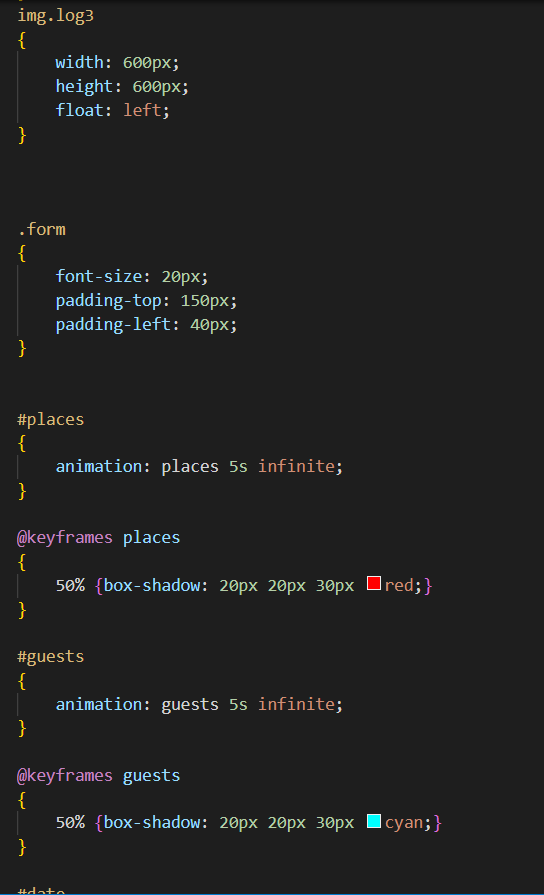 img.log3
{
    width: 600px;
    height: 600px;
    float: left;
}
.form
{
    font-size: 20px;
    padding-top: 150px;
    padding-left: 40px;
}
#places
{
    animation: places 5s infinite;
}
@keyframes places
{
    50% {box-shadow: 20px 20px 30px red;}
}
#guests
{
    animation: guests 5s infinite;
}
@keyframes guests
{
    50% {box-shadow: 20px 20px 30px cyan;}
}
#date